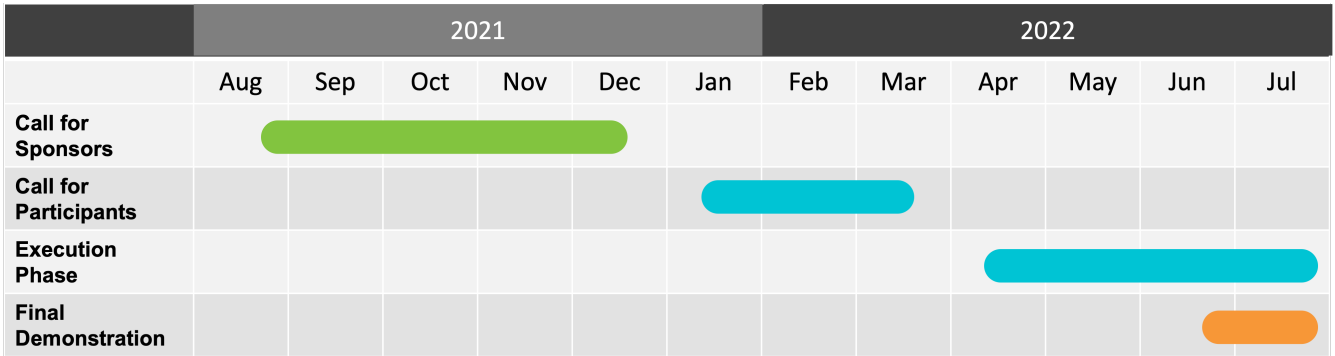 2021 2022
Aug Sep Oct Nov Dec Jan Feb Mar Apr May Jun Jul
Call for
Sponsors
Call for
Participants
Execution
Phase
Final
Demonstration